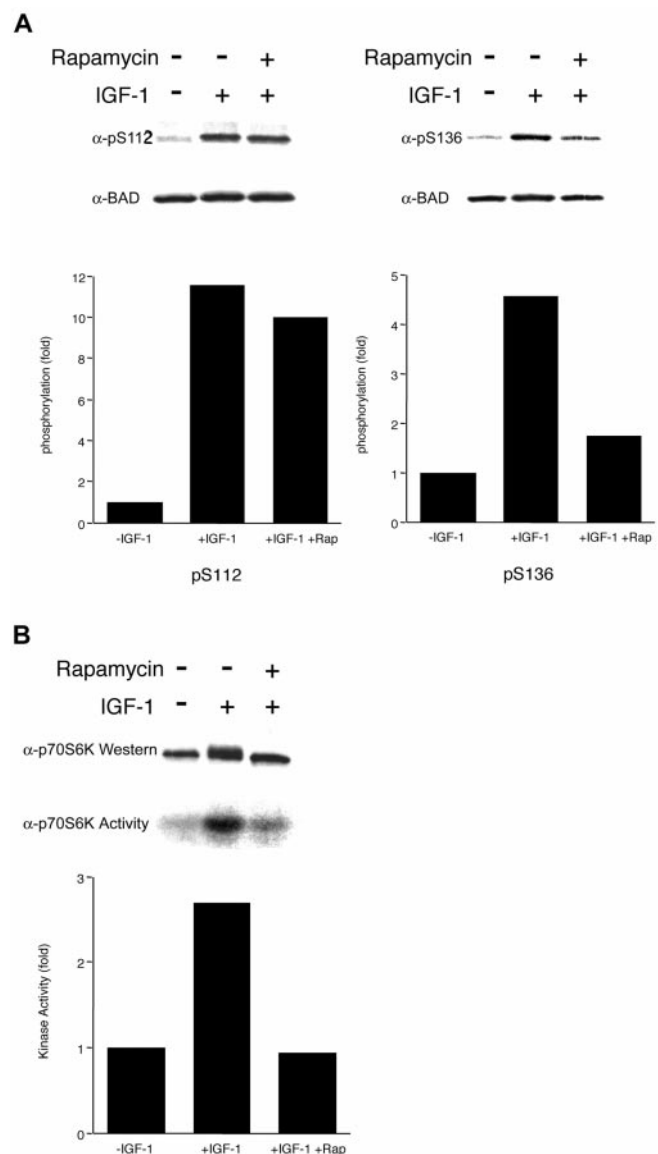 A
Rapamycin - - +
IGF-1 - + +
α-pS112
α-BAD
phosphorylation (fold)
12
10
8
6
4
2
0
-IGF-1 +IGF-1 +IGF-1 +Rap
pS112
Rapamycin - - +
IGF-1 - + +
α-pS136
α-BAD
phosphorylation (fold)
5
4
3
2
1
0
-IGF-1 +IGF-1 +IGF-1 +Rap
pS136
B
Rapamycin - - +
IGF-1 - + +
α-p70S6K Western
α-p70S6K Activity
Kinase Activity (fold)
3
2
1
0
-IGF-1 +IGF-1 +IGF-1 +Rap